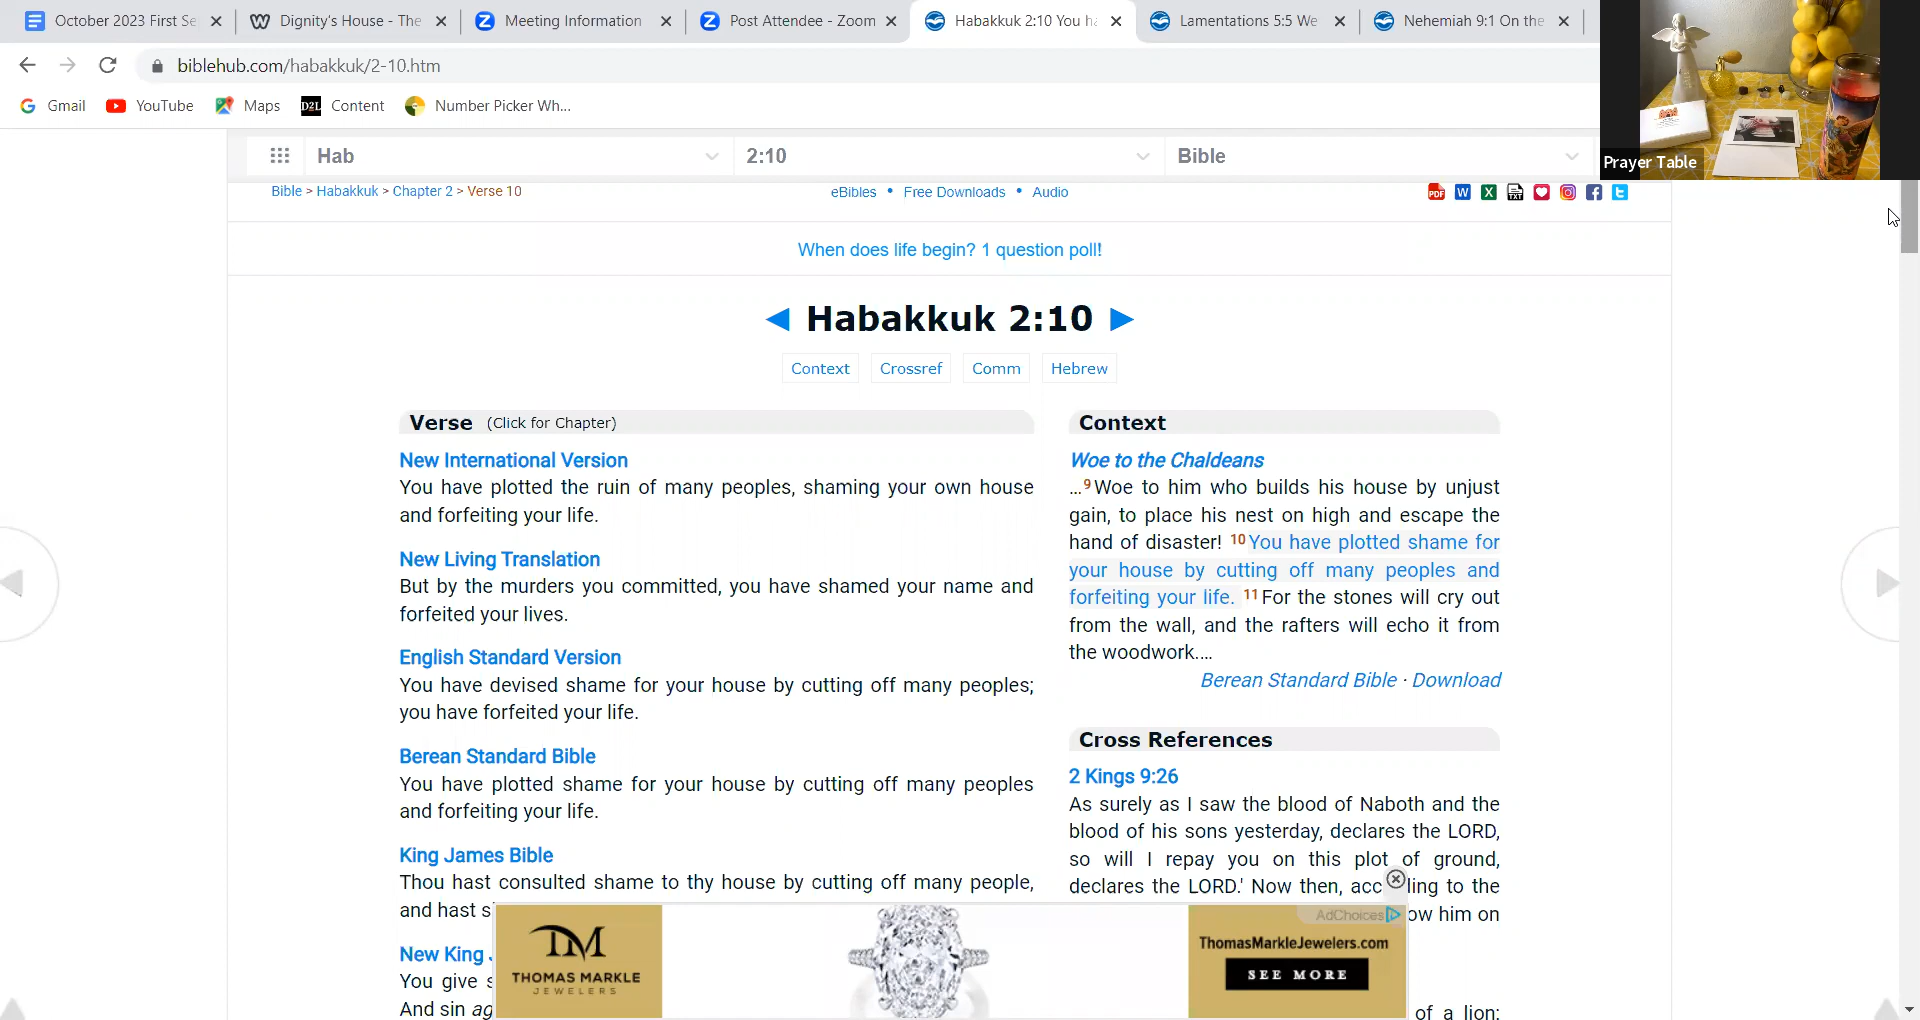 October 2023 First Se
Dignity's House - The
Meeting Information
Post Attendee - Zoom
Habakkuk 2:10 You ha
Lamentations 5:5 We
Nehemiah 9:1 On the
biblehub.com/habakkuk/2-10.htm
Gmail
YouTube
Maps
D2L Content
Number Picker Wh...
Prayer Table
Hab
2:10
Bible
Bible > Habakkuk > Chapter 2 > Verse 10
eBibles • Free Downloads • Audio
PDF W X TXT
When does life begin? 1 question poll!
◄ Habakkuk 2:10 ►
Context
Crossref
Comm
Hebrew
Verse (Click for Chapter)
New International Version
You have plotted the ruin of many peoples, shaming your own house
and forfeiting your life.
New Living Translation
But by the murders you committed, you have shamed your name and
forfeited your lives.
English Standard Version
You have devised shame for your house by cutting off many peoples;
you have forfeited your life.
Berean Standard Bible
You have plotted shame for your house by cutting off many peoples
and forfeiting your life.
King James Bible
Thou hast consulted shame to thy house by cutting off many people,
and hast s
New King J
You give s
And sin ag
Context
Woe to the Chaldeans
...9Woe to him who builds his house by unjust
gain, to place his nest on high and escape the
hand of disaster! 10You have plotted shame for
your house by cutting off many peoples and
forfeiting your life. 11For the stones will cry out
from the wall, and the rafters will echo it from
the woodwork....
Berean Standard Bible · Download
Cross References
2 Kings 9:26
As surely as I saw the blood of Naboth and the
blood of his sons yesterday, declares the LORD,
so will I repay you on this plot of ground,
declares the LORD.' Now then, acc ling to the
ow him on
of a lion;
TM
THOMAS MARKLE
JEWELERS
AdChoices
ThomasMarkleJewelers.com
SEE MORE